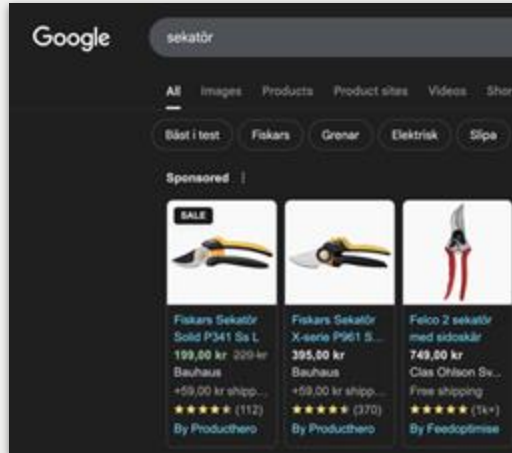 Google
sekatör
All Images Products Product sites Videos Shor
Bäst i test Fiskars Grenar Elektrisk Slipa
Sponsored
SALE
Fiskars Sekatör
Solid P341 Ss L
199,00 kr 229 kr
Bauhaus
+59,00 kr shipp...
(112)
By Producthero
Fiskars Sekatör
X-serie P961 S...
395,00 kr
Bauhaus
+59,00 kr shipp...
(370)
By Producthero
Felco 2 sekatör
med sidoskär
749,00 kr
Clas Ohlson Sv...
Free shipping
(1k+)
By Feedoptimise